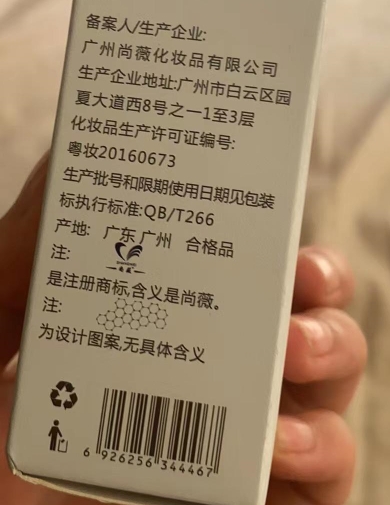 备案人/生产企业:
广州尚薇化妆品有限公司
生产企业地址:广州市白云区园
夏大道西8号之一1至3层
化妆品生产许可证编号:
粤妆20160673
生产批号和限期使用日期见包装
标执行标准:QB/T266
产地: 广东 广州 合格品
注:
是注册商标,含义是尚薇。
注:
为设计图案,无具体含义
6 926256 344467